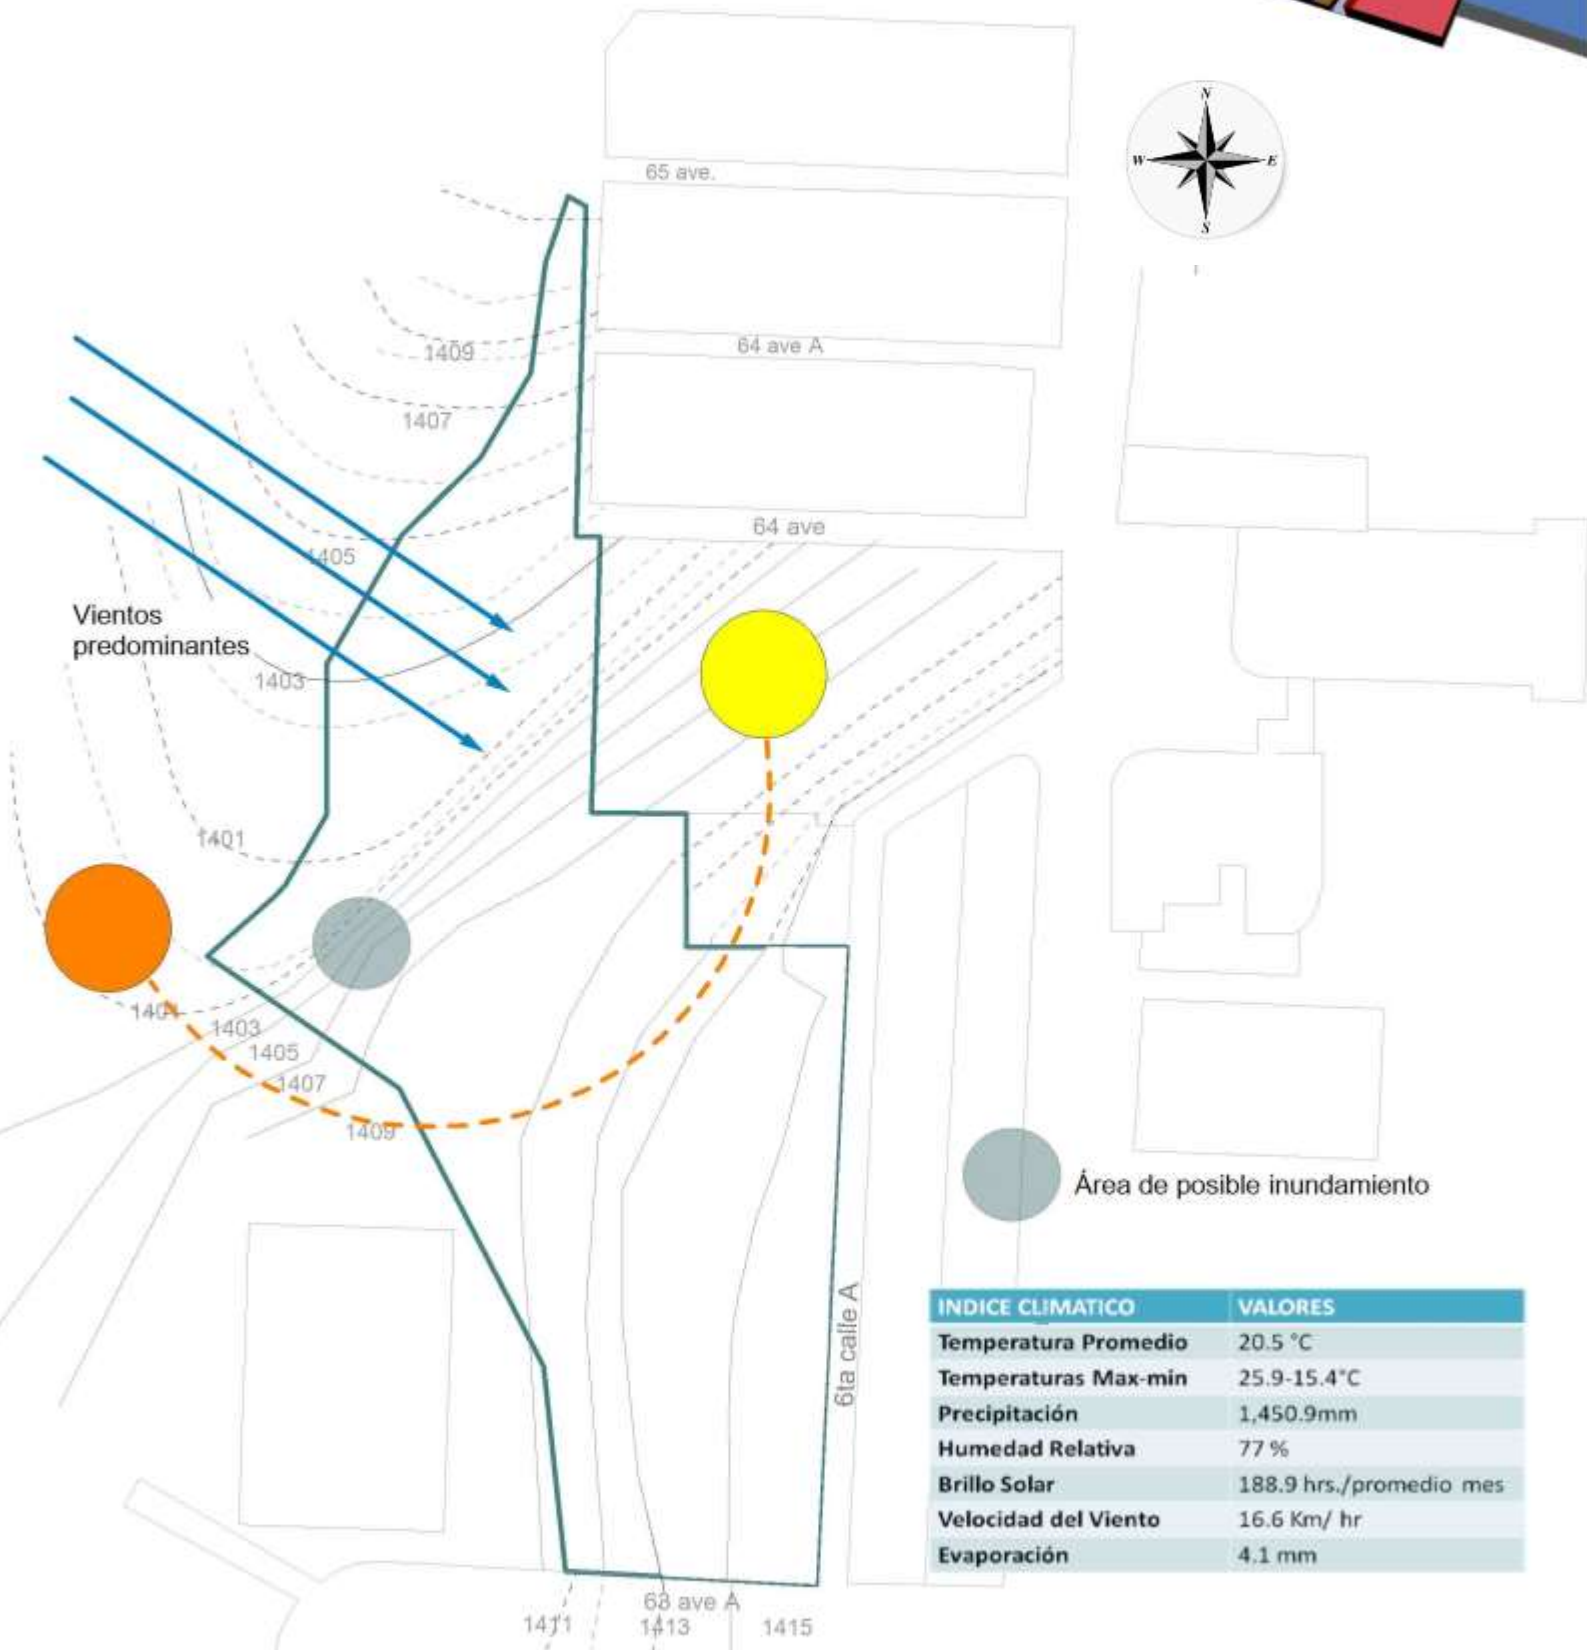 N
W
E
S
65 ave.
1409
64 ave A
1407
64 ave
1405
Vientos
predominantes
1403
1401
1401
1403
1405
1407
1409
Área de posible inundamiento
6ta calle A
INDICE CLIMATICO VALORES
Temperatura Promedio 20.5 °C
Temperaturas Max-min 25.9-15.4°C
Precipitación 1,450.9mm
Humedad Relativa 77 %
Brillo Solar 188.9 hrs./promedio mes
Velocidad del Viento 16.6 Km/ hr
Evaporación 4.1 mm
63 ave A
1411
1413
1415